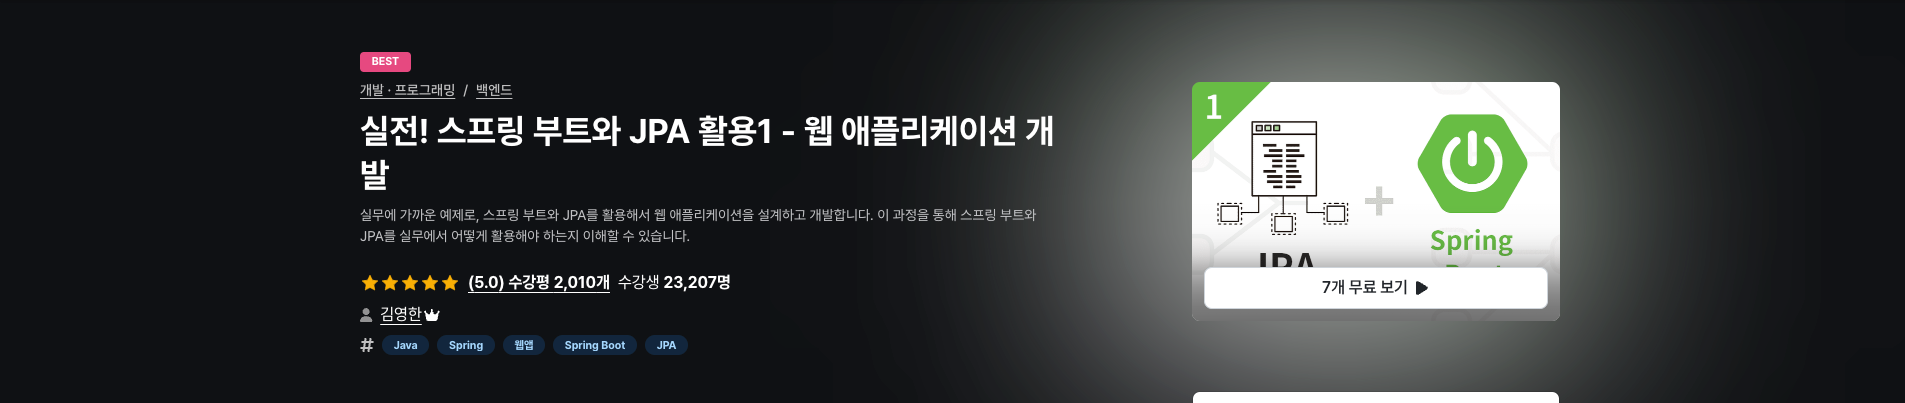 BEST
개발 · 프로그래밍 / 백엔드
실전! 스프링 부트와 JPA 활용1 - 웹 애플리케이션 개
발
실무에 가까운 예제로, 스프링 부트와 JPA를 활용해서 웹 애플리케이션을 설계하고 개발합니다. 이 과정을 통해 스프링 부트와
JPA를 실무에서 어떻게 활용해야 하는지 이해할 수 있습니다.
(5.0) 수강평 2,010개 수강생 23,207명
김영한
# Java Spring 웹앱 Spring Boot JPA
1
Spring
JPA
7개 무료 보기